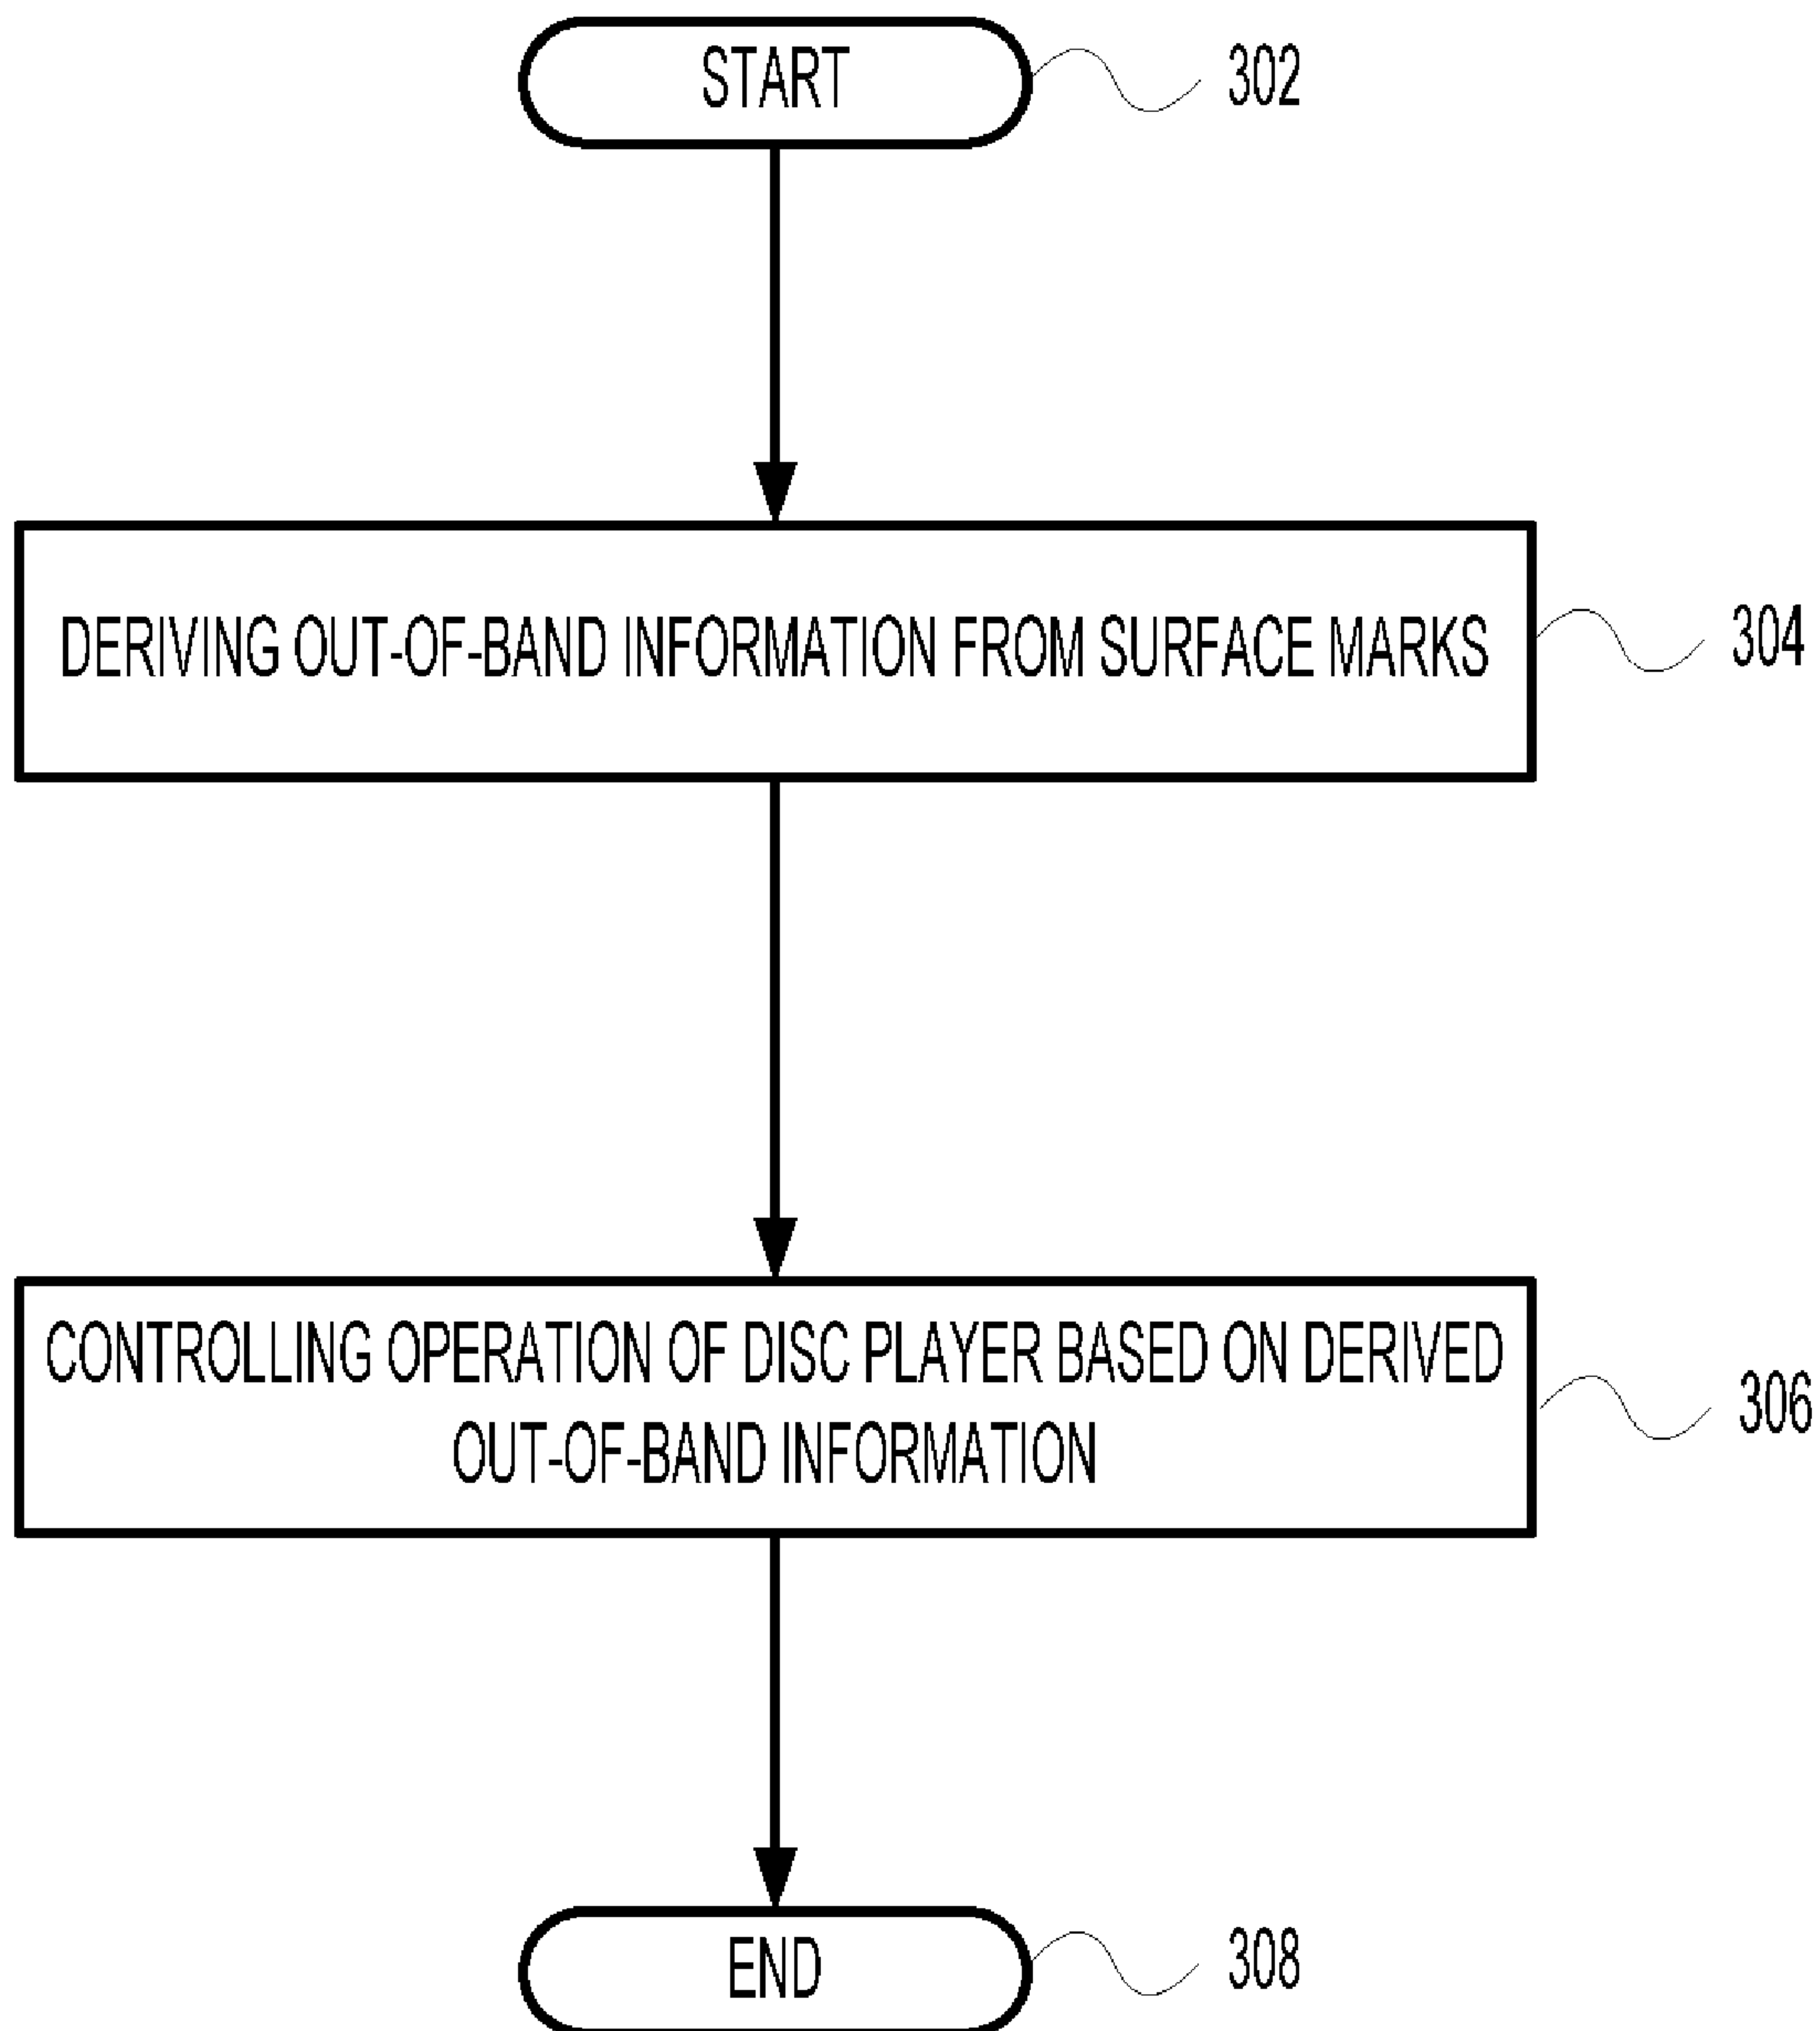 START
302
DERIVING OUT-OF-BAND INFORMATION FROM SURFACE MARKS
304
CONTROLLING OPERATION OF DISC PLAYER BASED ON DERIVED
OUT-OF-BAND INFORMATION
306
END
308